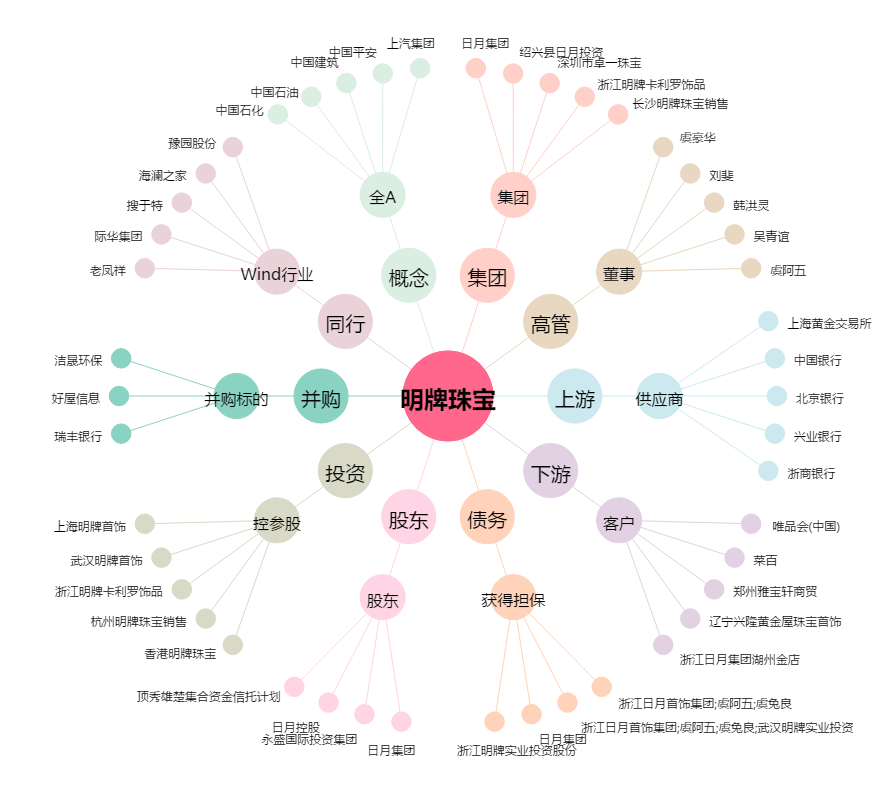 上汽集团
日月集团
中国平安
绍兴县日月投资
中国建筑
深圳市卓一珠宝
中国石油
浙江明牌卡利罗饰品
中国石化
长沙明牌珠宝销售
豫园股份
虞豪华
海澜之家
刘斐
全A
集团
搜于特
韩洪灵
际华集团
吴青谊
老凤祥
Wind行业
概念
集团
董事
虞阿五
同行
高管
上海黄金交易所
洁晟环保
中国银行
好屋信息
并购标的
并购
明牌珠宝
上游
供应商
北京银行
瑞丰银行
兴业银行
投资
下游
浙商银行
上海明牌首饰
控参股
股东
债务
客户
唯品会(中国)
武汉明牌首饰
菜百
浙江明牌卡利罗饰品
郑州雅宝轩商贸
股东
获得担保
杭州明牌珠宝销售
辽宁兴隆黄金屋珠宝首饰
香港明牌珠宝
浙江日月集团湖州金店
顶秀雄楚集合资金信托计划
浙江日月首饰集团;虞阿五;虞兔良
日月控股
浙江日月首饰集团;虞阿五;虞兔良;武汉明牌实业投资
永盛国际投资集团
日月集团
日月集团
浙江明牌实业投资股份